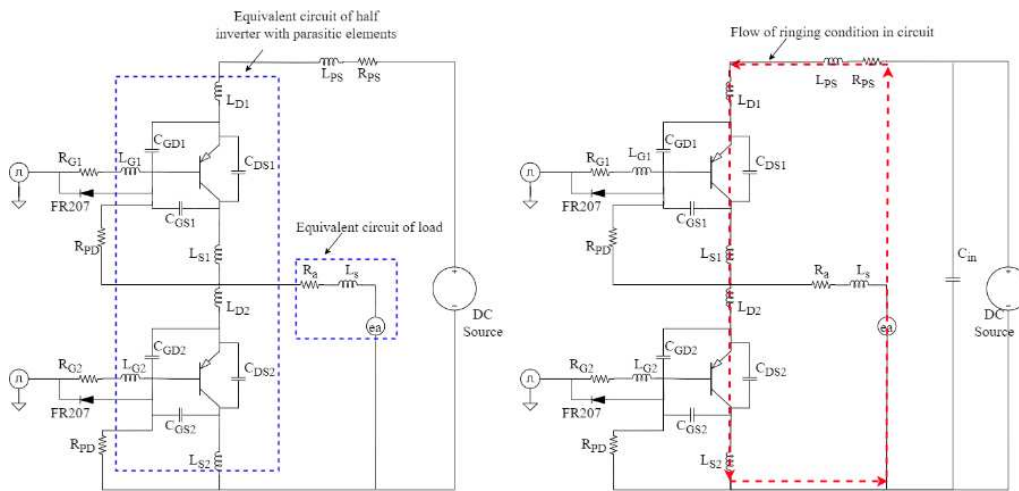 Equivalent circuit of half
inverter with parasitic elements
LPS
RPS
LD1
CGD1
RG1
LG1
CDS1
FR207
CGS1
RPD
LS1
Equivalent circuit of load
Ra
Ls
LD2
ea
DC
Source
CGD2
RG2
LG2
CDS2
FR207
CGS2
RPD
LS2
Flow of ringing condition in circuit
LPS
RPS
LD1
CGD1
RG1
LG1
CDS1
FR207
CGS1
RPD
LS1
Cin
Ra
Ls
LD2
ea
DC
Source
CGD2
RG2
LG2
CDS2
FR207
CGS2
RPD
LS2